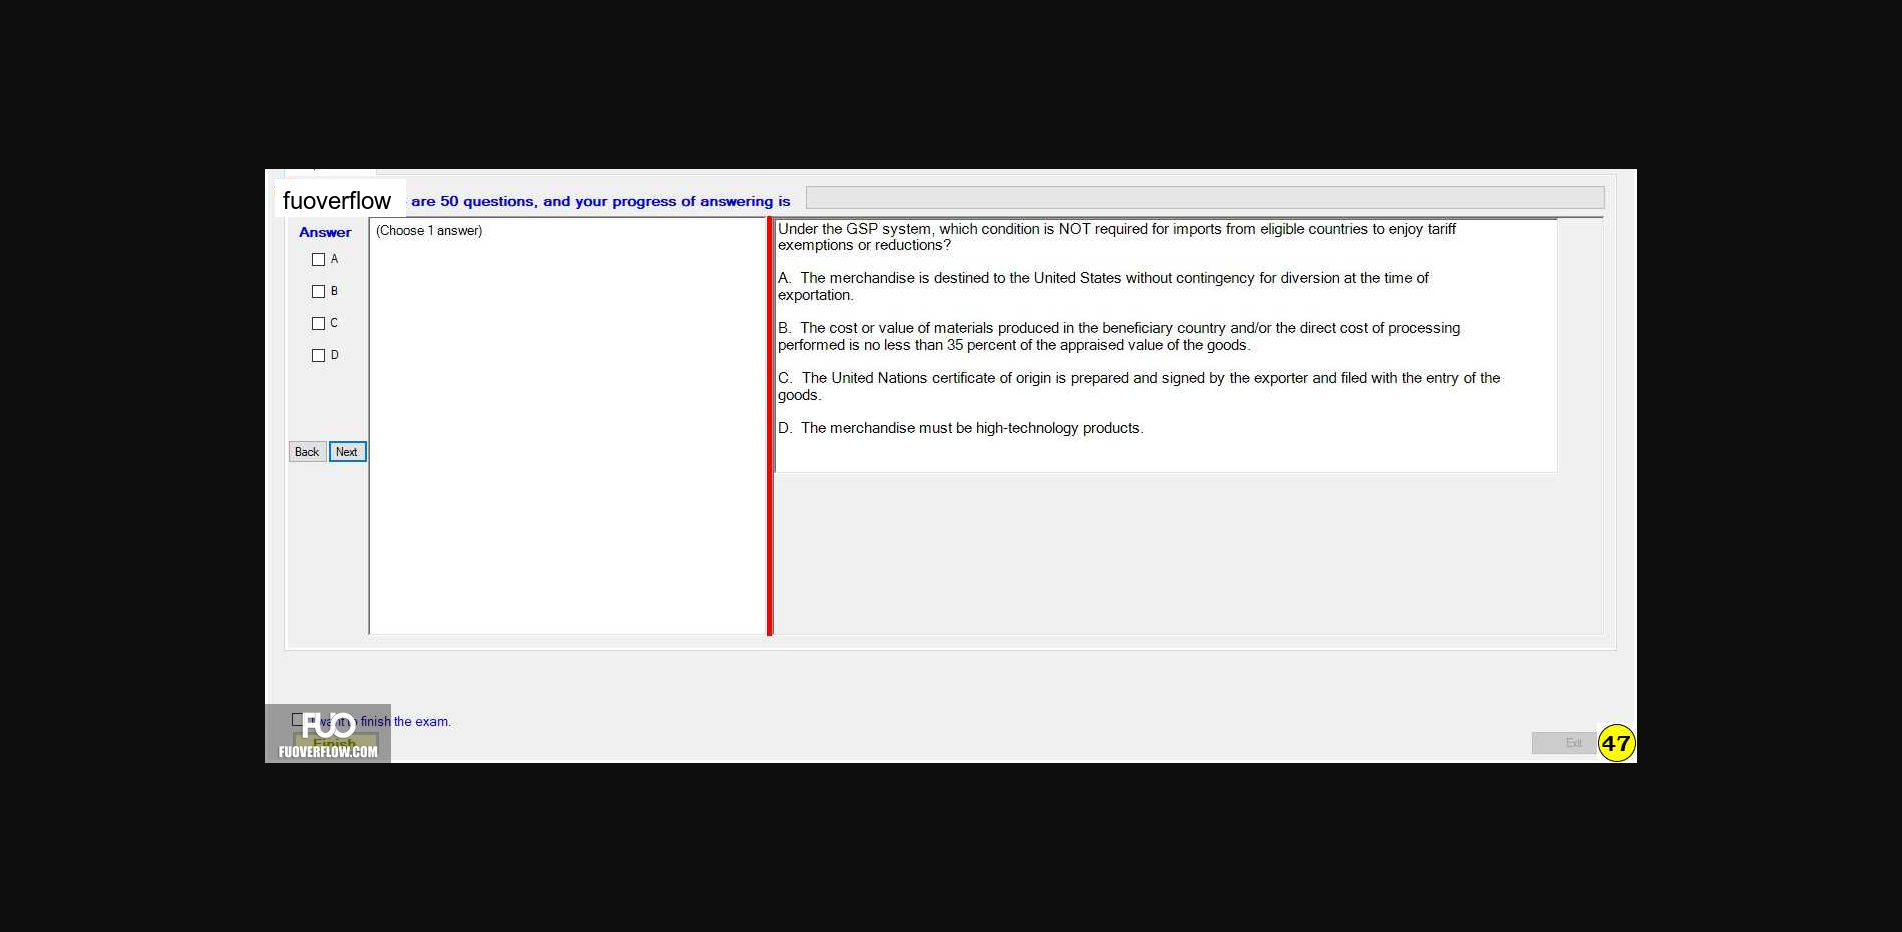 fuoverflow are 50 questions, and your progress of answering is
Answer
(Choose 1 answer)
A
B
C
D
Back Next
Under the GSP system, which condition is NOT required for imports from eligible countries to enjoy tariff
exemptions or reductions?
A. The merchandise is destined to the United States without contingency for diversion at the time of
exportation.
B. The cost or value of materials produced in the beneficiary country and/or the direct cost of processing
performed is no less than 35 percent of the appraised value of the goods.
C. The United Nations certificate of origin is prepared and signed by the exporter and filed with the entry of the
goods.
D. The merchandise must be high-technology products.
I want to finish the exam.
Finish
FUO
FUOVERFLOW.COM
Exit
47